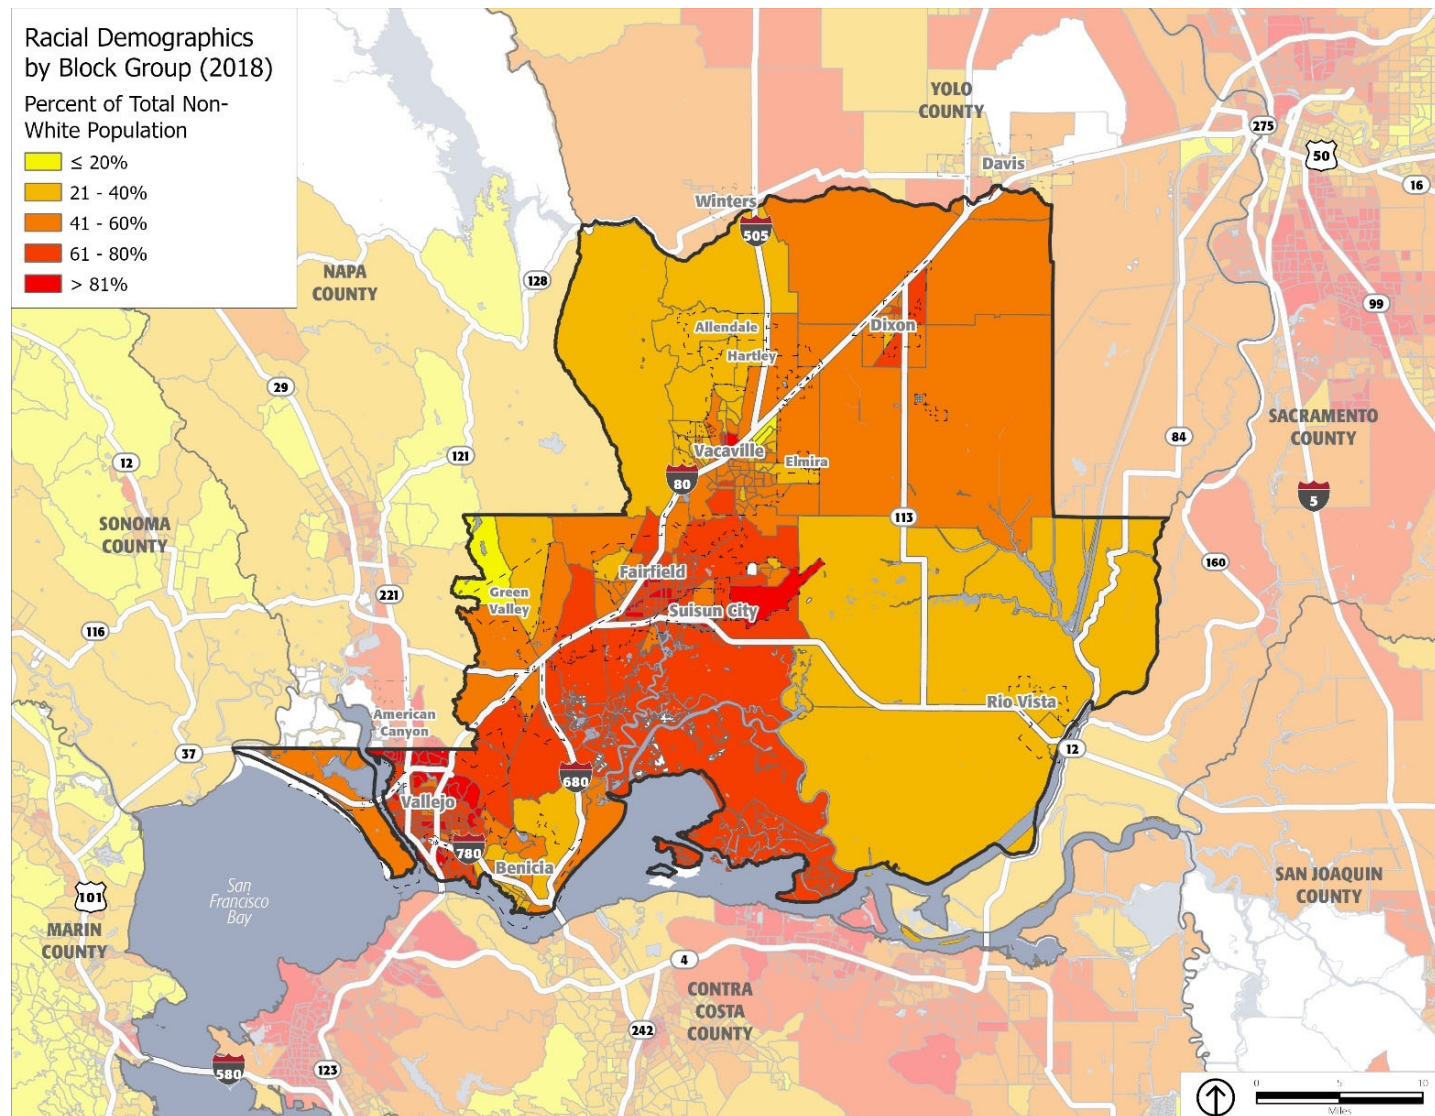 Racial Demographics
by Block Group (2018)
Percent of Total Non-
White Population
≤ 20%
21 - 40%
41 - 60%
61 - 80%
> 81%
YOLO
COUNTY
275
50
Davis
16
Winters
505
NAPA
COUNTY
128
99
Allendale
Dixon
Hartley
29
SACRAMENTO
COUNTY
84
121
Vacaville
Elmira
12
80
5
113
SONOMA
COUNTY
160
Fairfield
Green
Valley
221
Suisun City
116
Rio Vista
American
Canyon
12
37
680
Vallejo
780
Benicia
San
Francisco
Bay
101
SAN JOAQUIN
COUNTY
MARIN
COUNTY
4
CONTRA
COSTA
COUNTY
242
580
123
0 5 10
Miles